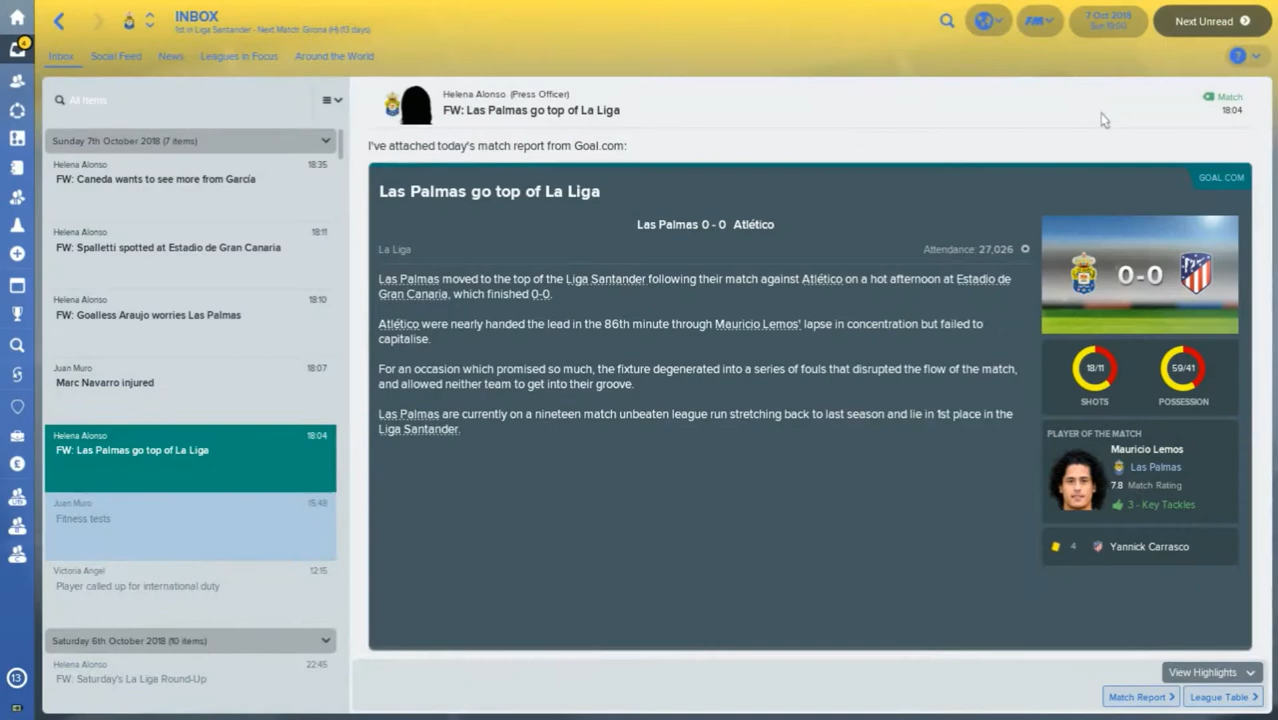 INBOX
1st in Liga Santander - Next Match: Girona (H) (13 days)
FM
7 Oct 2018
Sun 19:00
Next Unread
4
Inbox
Social Feed
News
Leagues in Focus
Around the World
?
All Items
Sunday 7th October 2018 (7 items)
Helena Alonso 18:35
FW: Caneda wants to see more from García
Helena Alonso 18:11
FW: Spalletti spotted at Estadio de Gran Canaria
Helena Alonso 18:10
FW: Goalless Araujo worries Las Palmas
Juan Muro 18:07
Marc Navarro injured
Helena Alonso 18:04
FW: Las Palmas go top of La Liga
Juan Muro 15:48
Fitness tests
Victoria Angel 12:15
Player called up for international duty
Saturday 6th October 2018 (10 items)
Helena Alonso 22:45
FW: Saturday's La Liga Round-Up
13
Helena Alonso (Press Officer)
FW: Las Palmas go top of La Liga
Match
18:04
I've attached today's match report from Goal.com:
GOAL.COM
Las Palmas go top of La Liga
Las Palmas 0 - 0 Atlético
La Liga
Attendance: 27,026
Las Palmas moved to the top of the Liga Santander following their match against Atlético on a hot afternoon at Estadio de
Gran Canaria, which finished 0-0.
Atlético were nearly handed the lead in the 86th minute through Mauricio Lemos' lapse in concentration but failed to
capitalise.
For an occasion which promised so much, the fixture degenerated into a series of fouls that disrupted the flow of the match,
and allowed neither team to get into their groove.
Las Palmas are currently on a nineteen match unbeaten league run stretching back to last season and lie in 1st place in the
Liga Santander.
0-0
18/11
59/41
SHOTS
POSSESSION
PLAYER OF THE MATCH
Mauricio Lemos
Las Palmas
7.8 Match Rating
3 - Key Tackles
4 Yannick Carrasco
View Highlights
Match Report
League Table